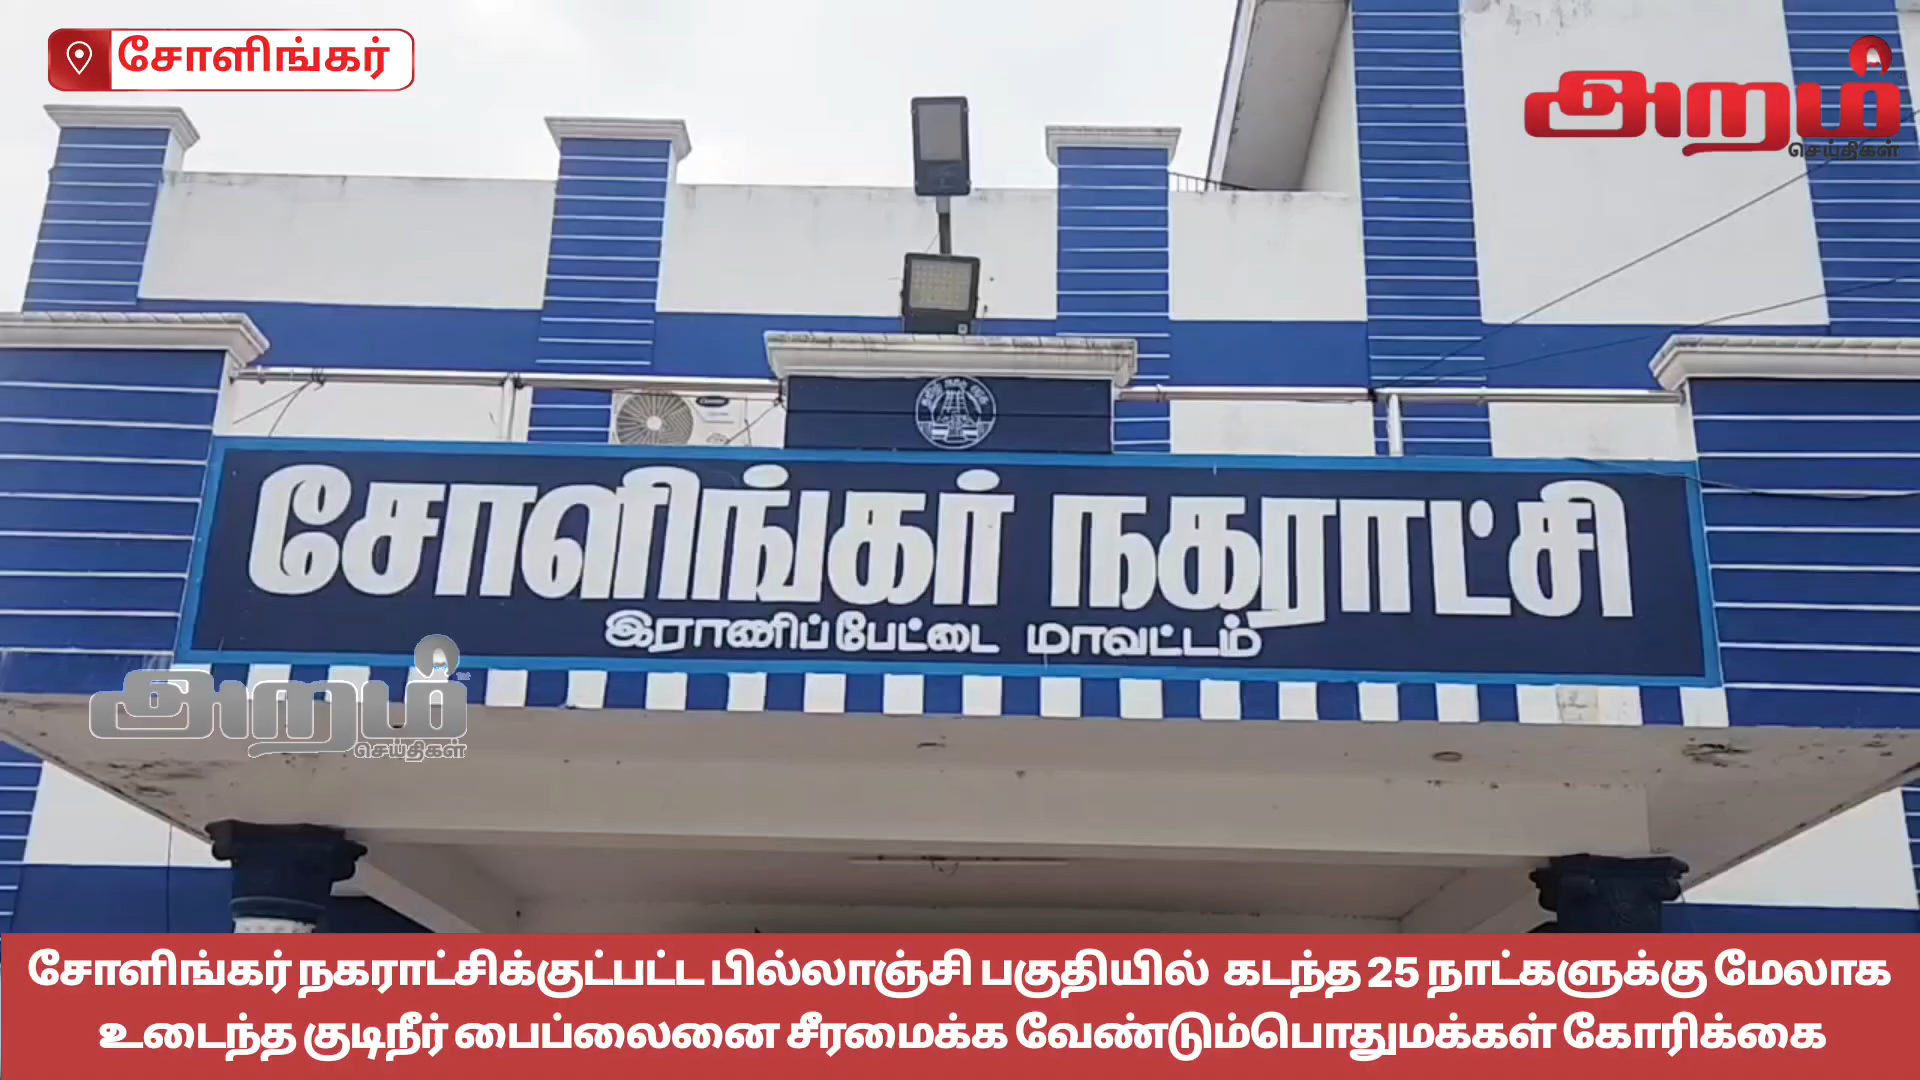 சோளிங்கர்
அறம்
செய்திகள்
சோளிங்கர் நகராட்சி
இராணிப்பேட்டை மாவட்டம்
அறம்
செய்திகள்
சோளிங்கர் நகராட்சிக்குட்பட்ட பில்லாஞ்சி பகுதியில் கடந்த 25 நாட்களுக்கு மேலாக
உடைந்த குடிநீர் பைப்லைனை சீரமைக்க வேண்டும்பொதுமக்கள் கோரிக்கை